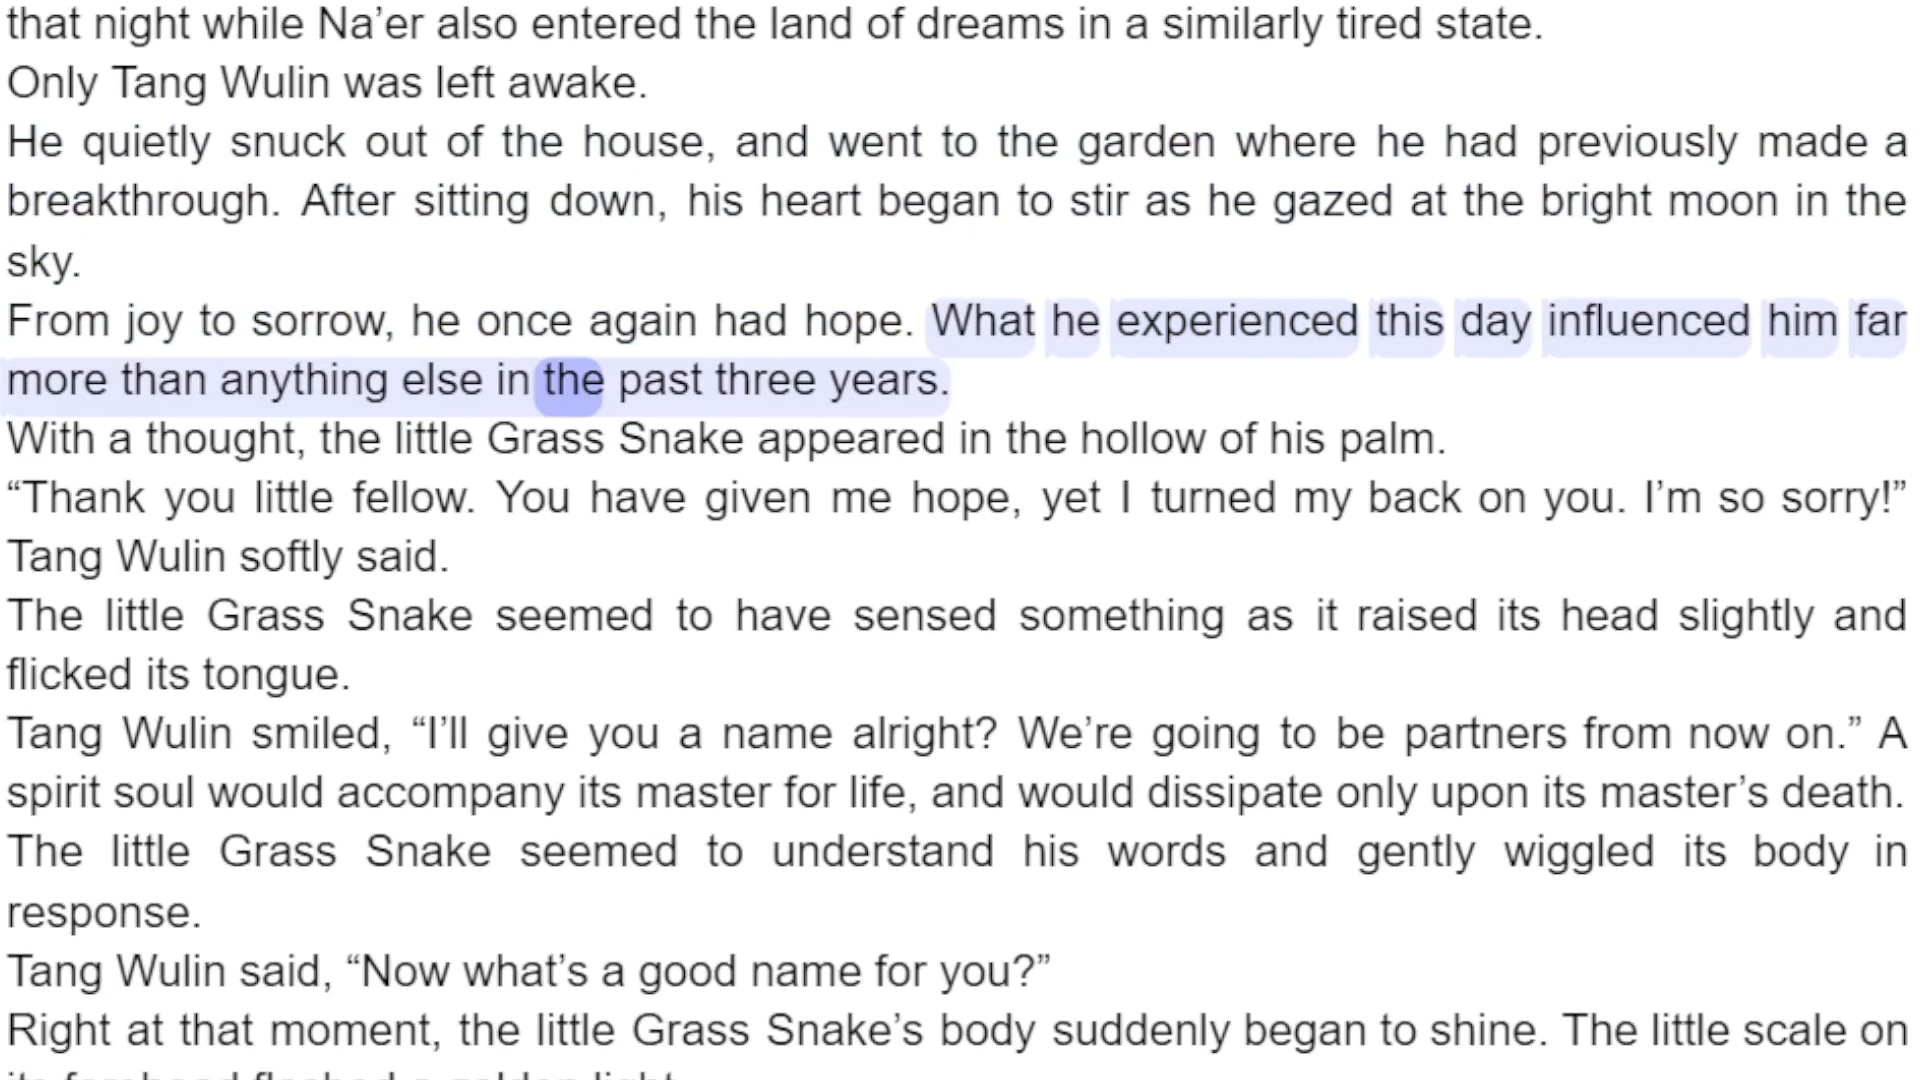 that night while Na’er also entered the land of dreams in a similarly tired state.
Only Tang Wulin was left awake.
He quietly snuck out of the house, and went to the garden where he had previously made a
breakthrough. After sitting down, his heart began to stir as he gazed at the bright moon in the
sky.
From joy to sorrow, he once again had hope. What he experienced this day influenced him far
more than anything else in the past three years.
With a thought, the little Grass Snake appeared in the hollow of his palm.
“Thank you little fellow. You have given me hope, yet I turned my back on you. I’m so sorry!”
Tang Wulin softly said.
The little Grass Snake seemed to have sensed something as it raised its head slightly and
flicked its tongue.
Tang Wulin smiled, “I’ll give you a name alright? We’re going to be partners from now on.” A
spirit soul would accompany its master for life, and would dissipate only upon its master’s death.
The little Grass Snake seemed to understand his words and gently wiggled its body in
response.
Tang Wulin said, “Now what’s a good name for you?”
Right at that moment, the little Grass Snake’s body suddenly began to shine. The little scale on
its forehead flashed a golden light